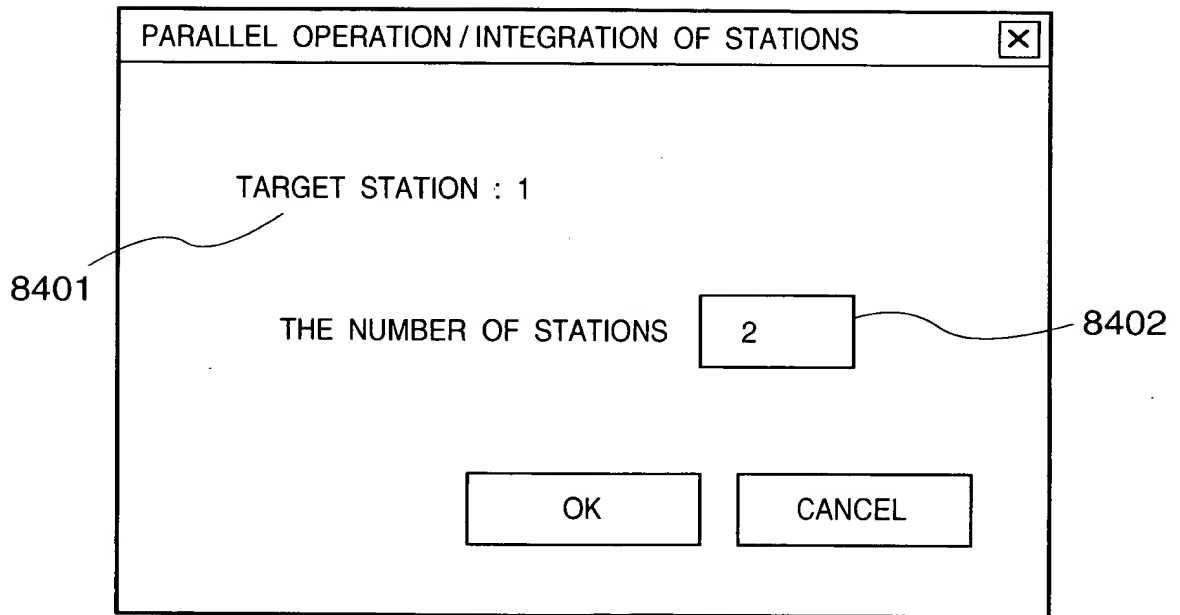 PARALLEL OPERATION / INTEGRATION OF STATIONS
TARGET STATION : 1
8401
THE NUMBER OF STATIONS 2
8402
OK CANCEL